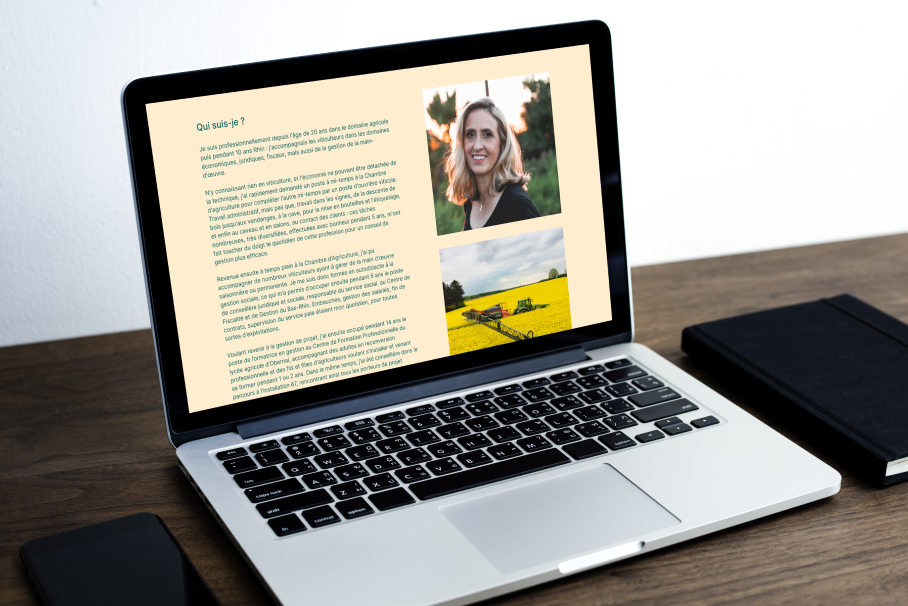 Qui suis-je ?
Je suis professionnellement depuis l'âge de 20 ans dans le domaine agricole
puis pendant 10 ans Rhin : j'accompagnais les viticulteurs dans les domaines
économiques, juridiques, fiscaux, mais aussi de la gestion de la main-
d'œuvre.
N'y connaissant rien en viticulture, et l'économie ne pouvant être détachée de
la technique, j'ai rapidement demandé un poste à mi-temps à la Chambre
d'agriculture pour compléter l'autre mi-temps par un poste d'ouvrière viticole.
Travail administratif, mais pas que, travail dans les vignes, de la descente de
bois jusqu'aux vendanges, à la cave, pour la mise en bouteilles et l'étiquetage,
et enfin au caveau et en salons, au contact des clients : ces tâches
nombreuses, très diversifiées, effectuées avec bonheur pendant 5 ans, m'ont
fait toucher du doigt le quotidien de cette profession pour un conseil de
gestion plus efficace.
Revenue ensuite à temps plein à la Chambre d'Agriculture, j'ai pu
accompagner de nombreux viticulteurs ayant à gérer de la main d'œuvre
saisonnière ou permanente. Je me suis donc formée en autodidacte à la
gestion sociale, ce qui m'a permis d'occuper ensuite pendant 8 ans le poste
de conseillère juridique et sociale, responsable du service social, au Centre de
Fiscalité et de Gestion du Bas-Rhin. Embauches, gestion des salariés, fin de
contrats, supervision du service paie étaient mon quotidien, pour toutes
sortes d'exploitations.
Voulant revenir à la gestion de projet, j'ai ensuite occupé pendant 14 ans le
poste de formatrice en gestion au Centre de Formation Professionnelle du
lycée agricole d'Obernai, accompagnant des adultes en reconversion
professionnelle et des fils et filles d'agriculteurs voulant s'installer et venant
se former pendant 1 ou 2 ans. Dans le même temps, j'ai été conseillère dans le
parcours à l'installation 67, rencontrant ainsi tous les porteurs de projet
tab
caps lock
shift
fn
control
option
option